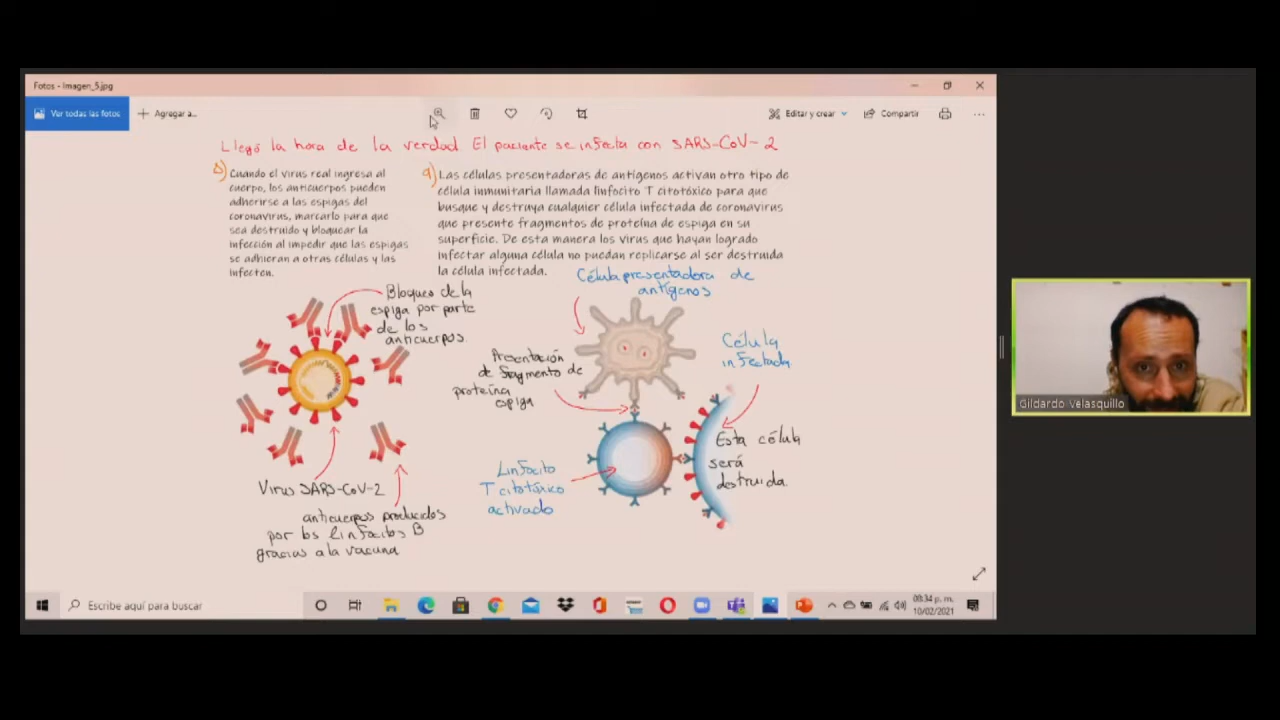 Fotos - Imagen_5.jpg
Ver todas las fotos
Agregar a...
Editar y crear
Compartir
Llegó la hora de la verdad El paciente se infecta con SARS-CoV-2
Cuando el virus real ingresa al
cuerpo, los anticuerpos pueden
adherirse a las espigas del
coronavirus, marcarlo para que
sea destruido y bloquear la
infección al impedir que las espigas
se adhieran a otras células y las
infecten.
9) Las células presentadoras de antígenos activan otro tipo de
célula inmunitaria llamada linfocito T citotóxico para que
busque y destruya cualquier célula infectada de coronavirus
que presente fragmentos de proteína de espiga en su
superficie. De esta manera los virus que hayan logrado
infectar alguna célula no puedan replicarse al ser destruida
la célula infectada.
Bloqueo de la
espiga por parte
de los
anticuerpos
Virus SARS-CoV-2
anticuerpos producidos
por los linfocitos B
gracias a la vacuna
Célula presentadora de
antígenos
Presentación
de fragmento de
proteína
espiga
Célula
infectada
Linfocito
T citotóxico
activado
Esta célula
será
destruida
Gildardo Velasquillo
Escribe aquí para buscar
08:34 p. m.
10/02/2021